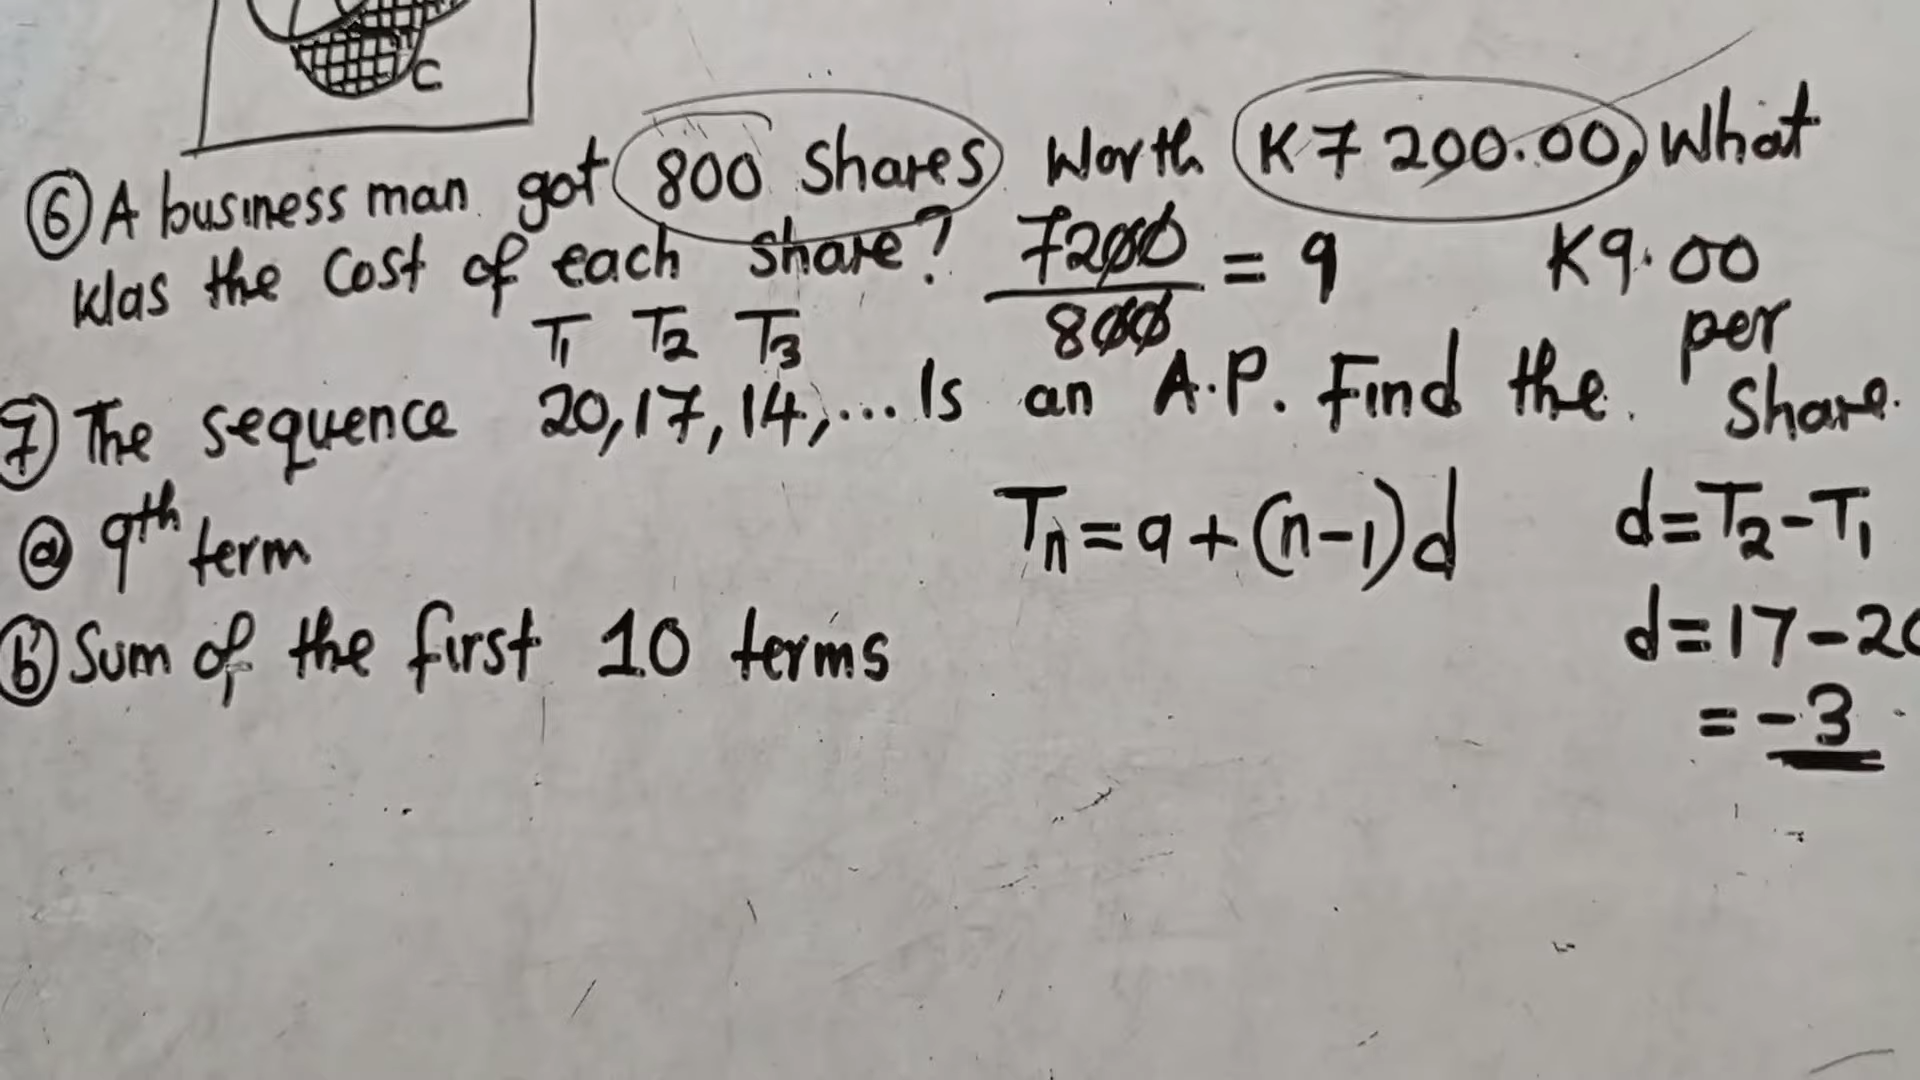 C
⑥ A business man got 800 Shares Worth K7 200.00, What
Was the Cost of each share? 7200/800 = 9 K9.00 per Share.
T1 T2 T3
⑦ The sequence 20, 17, 14, ... Is an A.P. Find the
ⓐ 9th term
Tn = a + (n-1)d
d = T2 - T1
ⓑ Sum of the first 10 terms
d = 17 - 20
= -3